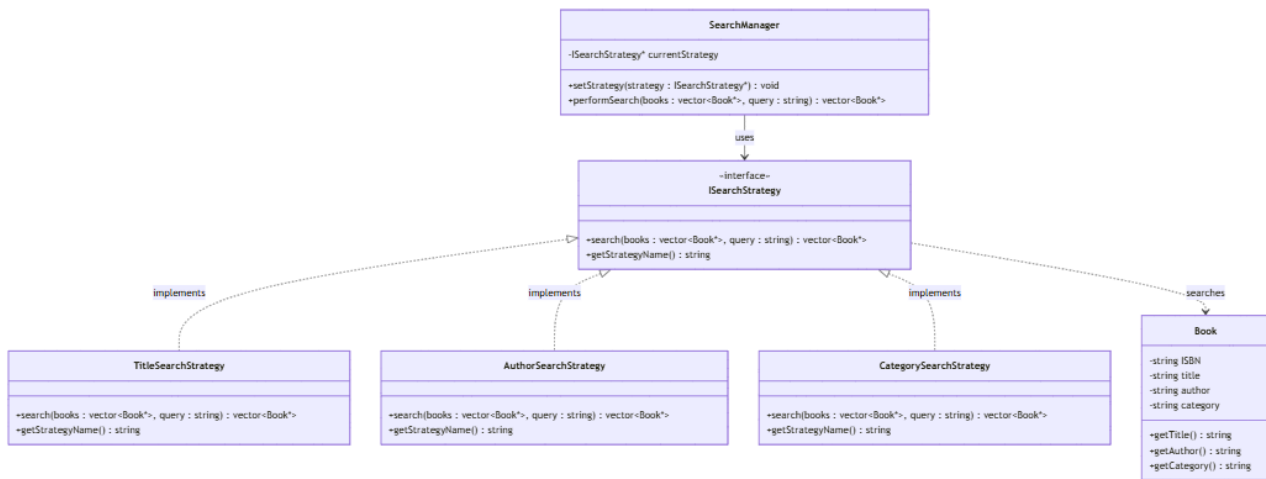 SearchManager
-ISearchStrategy* currentStrategy
+setStrategy(strategy : ISearchStrategy*) : void
+performSearch(books : vector<Book*>, query : string) : vector<Book*>
uses
«interface»
ISearchStrategy
+search(books : vector<Book*>, query : string) : vector<Book*>
+getStrategyName() : string
implements
implements
implements
searches
TitleSearchStrategy
+search(books : vector<Book*>, query : string) : vector<Book*>
+getStrategyName() : string
AuthorSearchStrategy
+search(books : vector<Book*>, query : string) : vector<Book*>
+getStrategyName() : string
CategorySearchStrategy
+search(books : vector<Book*>, query : string) : vector<Book*>
+getStrategyName() : string
Book
-string ISBN
-string title
-string author
-string category
+getTitle() : string
+getAuthor() : string
+getCategory() : string